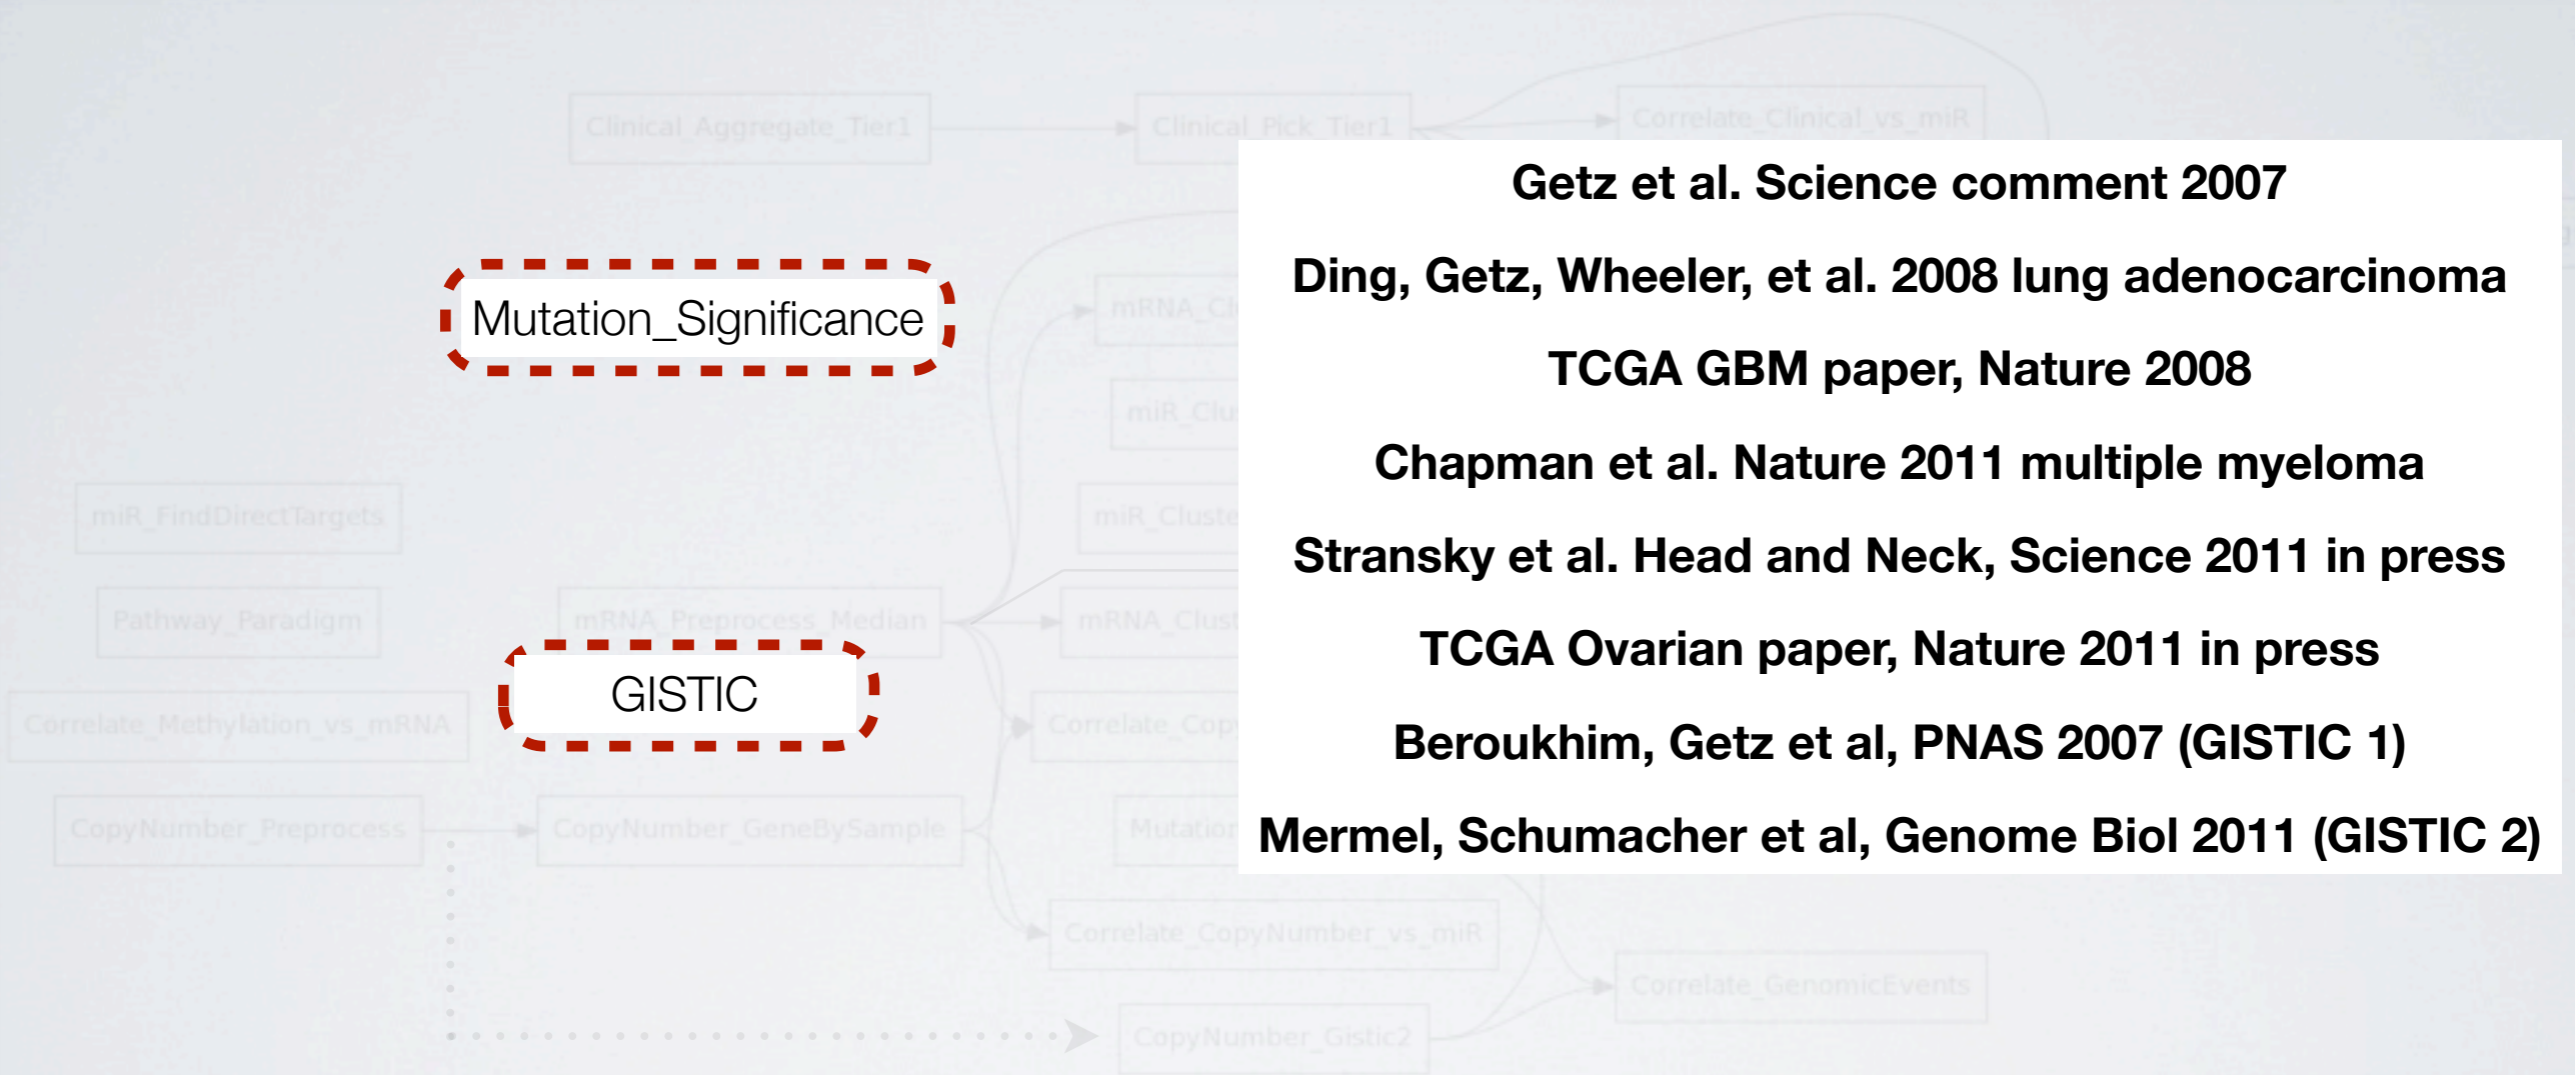 Clinical_Aggregate_Tier1
Clinical_Pick_Tier1
Correlate_Clinical_vs_miR
Getz et al. Science comment 2007
Ding, Getz, Wheeler, et al. 2008 lung adenocarcinoma
TCGA GBM paper, Nature 2008
Chapman et al. Nature 2011 multiple myeloma
Stransky et al. Head and Neck, Science 2011 in press
TCGA Ovarian paper, Nature 2011 in press
Beroukhim, Getz et al, PNAS 2007 (GISTIC 1)
Mermel, Schumacher et al, Genome Biol 2011 (GISTIC 2)
Mutation_Significance
miR_FindDirectTargets
Pathway_Paradigm
mRNA_Preprocess_Median
GISTIC
Correlate_Methylation_vs_mRNA
CopyNumber_Preprocess
CopyNumber_GeneBySample
Correlate_CopyNumber_vs_miR
Correlate_GenomicEvents
CopyNumber_Gistic2